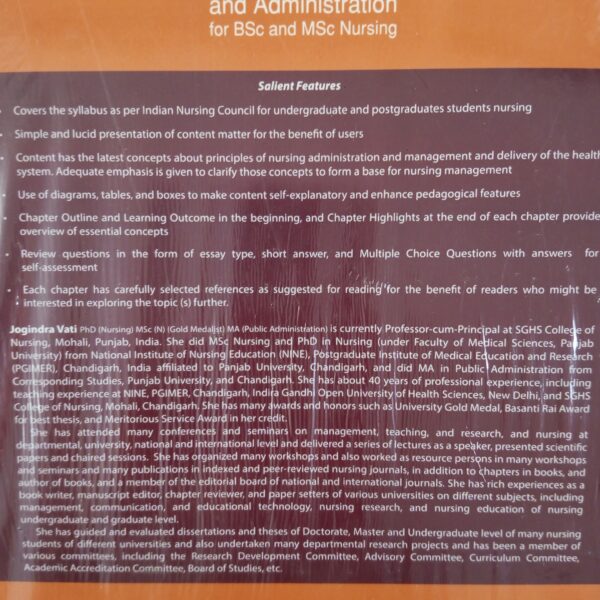 and Administration
for BSc and MSc Nursing
Salient Features
• Covers the syllabus as per Indian Nursing Council for undergraduate and postgraduates students nursing
• Simple and lucid presentation of content matter for the benefit of users
• Content has the latest concepts about principles of nursing administration and management and delivery of the health
system. Adequate emphasis is given to clarify those concepts to form a base for nursing management
• Use of diagrams, tables, and boxes to make content self-explanatory and enhance pedagogical features
• Chapter Outline and Learning Outcome in the beginning, and Chapter Highlights at the end of each chapter provide
overview of essential concepts
• Review questions in the form of essay type, short answer, and Multiple Choice Questions with answers for
self-assessment
• Each chapter has carefully selected references as suggested for reading for the benefit of readers who might be
interested in exploring the topic (s) further.
Jogindra Vati PhD (Nursing) MSc (N) (Gold Medalist) MA (Public Administration) is currently Professor-cum-Principal at SGHS College of
Nursing, Mohali, Punjab, India. She did MSc Nursing and PhD in Nursing (under Faculty of Medical Sciences, Panjab
University) from National Institute of Nursing Education (NINE), Postgraduate Institute of Medical Education and Research
(PGIMER), Chandigarh, India affiliated to Panjab University, Chandigarh, and did MA in Public Administration from
Corresponding Studies, Punjab University, and Chandigarh. She has about 40 years of professional experience, including
teaching experience at NINE, PGIMER, Chandigarh, Indira Gandhi Open University of Health Sciences, New Delhi, and SGHS
College of Nursing, Mohali, Chandigarh. She has many awards and honors such as University Gold Medal, Basanti Rai Award
for best thesis, and Meritorious Service Award in her credit.
She has attended many conferences and seminars on management, teaching, and research, and nursing at
departmental, university, national and international level and delivered a series of lectures as a speaker, presented scientific
papers and chaired sessions. She has organized many workshops and also worked as resource persons in many workshops
and seminars and many publications in indexed and peer-reviewed nursing journals, in addition to chapters in books, and
author of books, and a member of the editorial board of national and international journals. She has rich experiences as a
book writer, manuscript editor, chapter reviewer, and paper setters of various universities on different subjects, including
management, communication, and educational technology, nursing research, and nursing education of nursing
undergraduate and graduate level.
She has guided and evaluated dissertations and theses of Doctorate, Master and Undergraduate level of many nursing
students of different universities and also undertaken many departmental research projects and has been a member of
various committees, including the Research Development Committee, Advisory Committee, Curriculum Committee,
Academic Accreditation Committee, Board of Studies, etc.